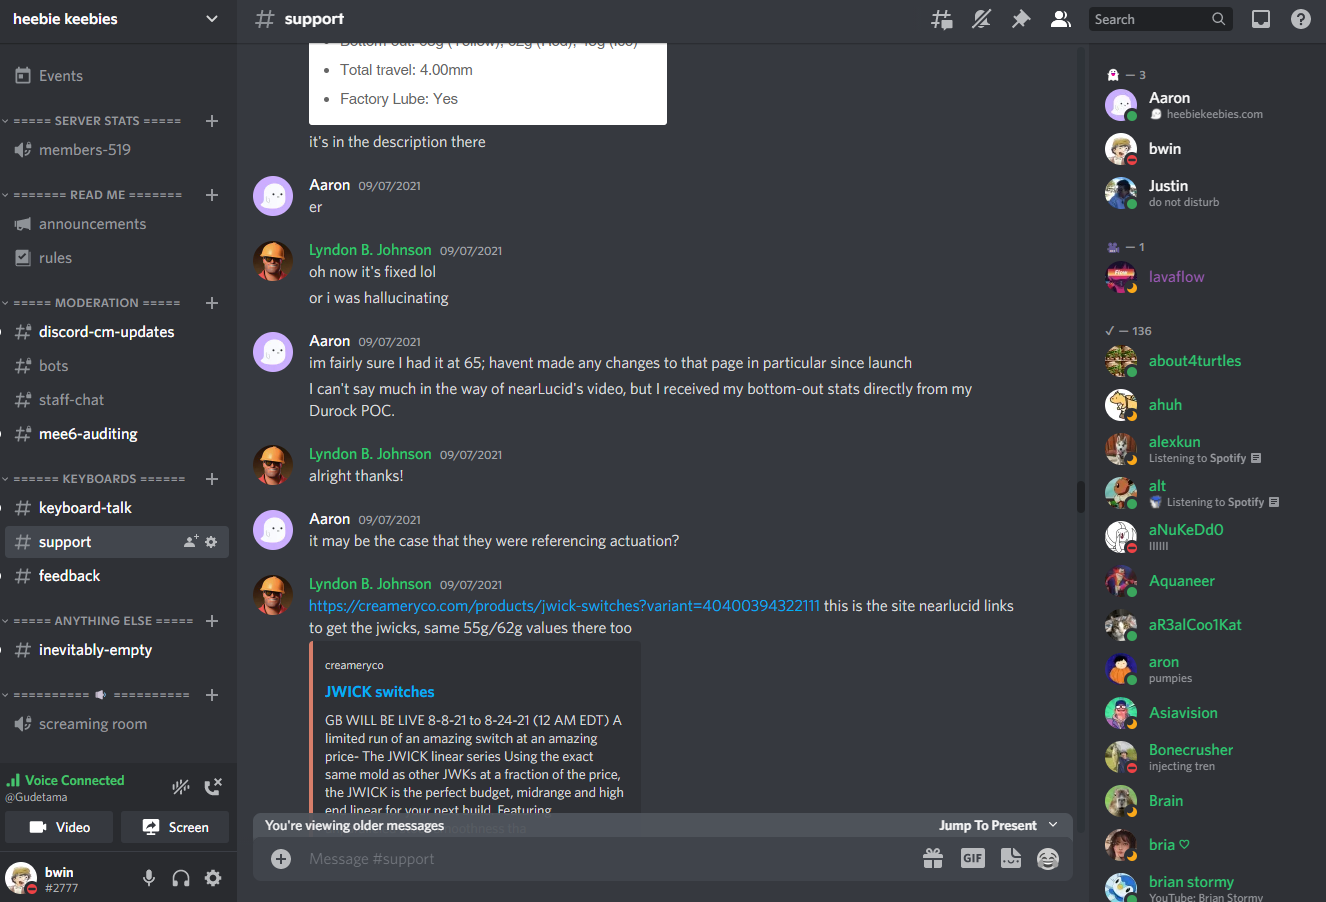 heebie keebies
Events
===== SERVER STATS =====
members-519
======= READ ME =======
announcements
rules
===== MODERATION =====
discord-cm-updates
bots
staff-chat
mee6-auditing
====== KEYBOARDS ======
keyboard-talk
support
feedback
===== ANYTHING ELSE =====
inevitably-empty
========== ==========
screaming room
Voice Connected
@Gudetama
Video
Screen
bwin
#2777
# support
Search
Total travel: 4.00mm
Factory Lube: Yes
it's in the description there
Aaron 09/07/2021
er
Lyndon B. Johnson 09/07/2021
oh now it's fixed lol
or i was hallucinating
Aaron 09/07/2021
im fairly sure I had it at 65; havent made any changes to that page in particular since launch
I can't say much in the way of nearLucid's video, but I received my bottom-out stats directly from my
Durock POC.
Lyndon B. Johnson 09/07/2021
alright thanks!
Aaron 09/07/2021
it may be the case that they were referencing actuation?
Lyndon B. Johnson 09/07/2021
https://creameryco.com/products/jwick-switches?variant=40400394322111 this is the site nearlucid links
to get the jwicks, same 55g/62g values there too
creameryco
JWICK switches
GB WILL BE LIVE 8-8-21 to 8-24-21 (12 AM EDT) A
limited run of an amazing switch at an amazing
price- The JWICK linear series Using the exact
same mold as other JWKs at a fraction of the price,
the JWICK is the perfect budget, midrange and high
end linear for your next build. Featuring
You're viewing older messages
Jump To Present
Message #support
GIF
— 3
Aaron
heebiekeebies.com
bwin
Justin
do not disturb
— 1
lavaflow
✓ — 136
about4turtles
ahuh
alexkun
Listening to Spotify
alt
Listening to Spotify
aNuKeDd0
llllll
Aquaneer
aR3alCoo1Kat
aron
pumpies
Asiavision
Bonecrusher
injecting tren
Brain
bria ♡
brian stormy
YouTube: Brian Stormy